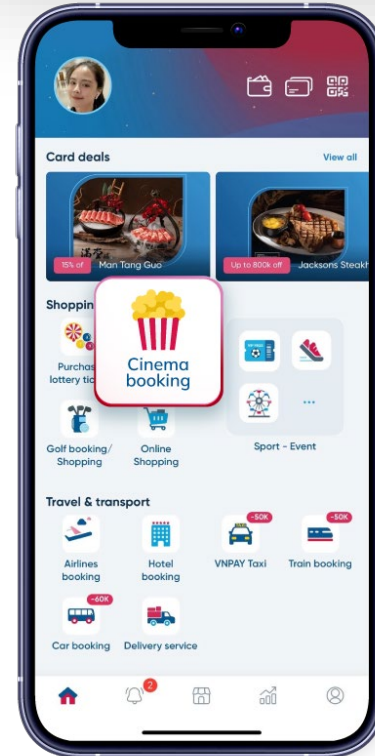 Card deals
View all
满堂
15% of
Man Tang Guo
Up to 800k off
Jacksons Steakh
Shoppin
Cinema
booking
Purchas
lottery tic
Golf booking/
Shopping
Online
Shopping
Sport - Event
Travel & transport
Airlines
booking
Hotel
booking
-50K
VNPAY Taxi
-50K
Train booking
-60K
Car booking
Delivery service
2